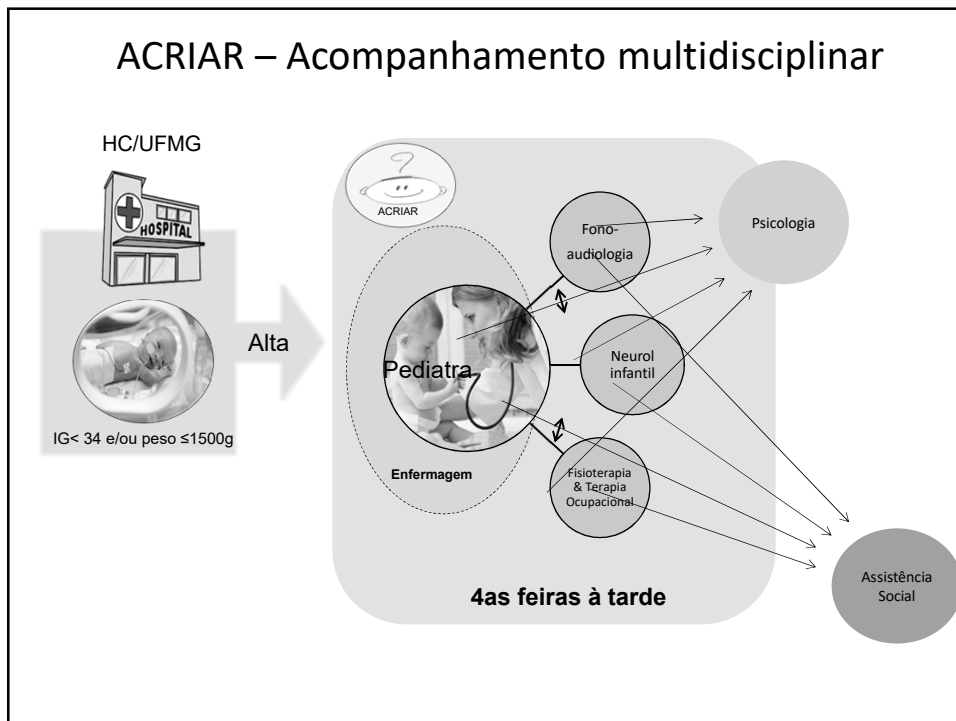 ACRIAR – Acompanhamento multidisciplinar
HC/UFMG
HOSPITAL
IG< 34 e/ou peso ≤1500g
Alta
ACRIAR
Pediatra
Enfermagem
Fono-
audiologia
Neurol
infantil
Fisioterapia
& Terapia
Ocupacional
4as feiras à tarde
Psicologia
Assistência
Social